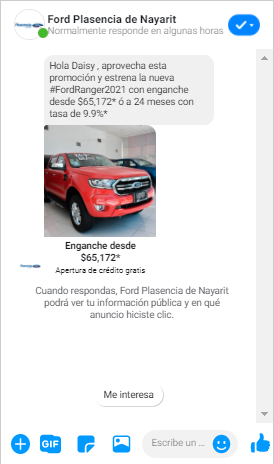 Ford Plasencia de Nayarit
Normalmente responde en algunas horas
Hola Daisy , aprovecha esta
promoción y estrena la nueva
#FordRanger2021 con enganche
desde $65,172* ó a 24 meses con
tasa de 9.9%*
Enganche desde
$65,172*
Apertura de crédito gratis
Cuando respondas, Ford Plasencia de Nayarit
podrá ver tu información pública y en qué
anuncio hiciste clic.
Me interesa
GIF
Escribe un ...